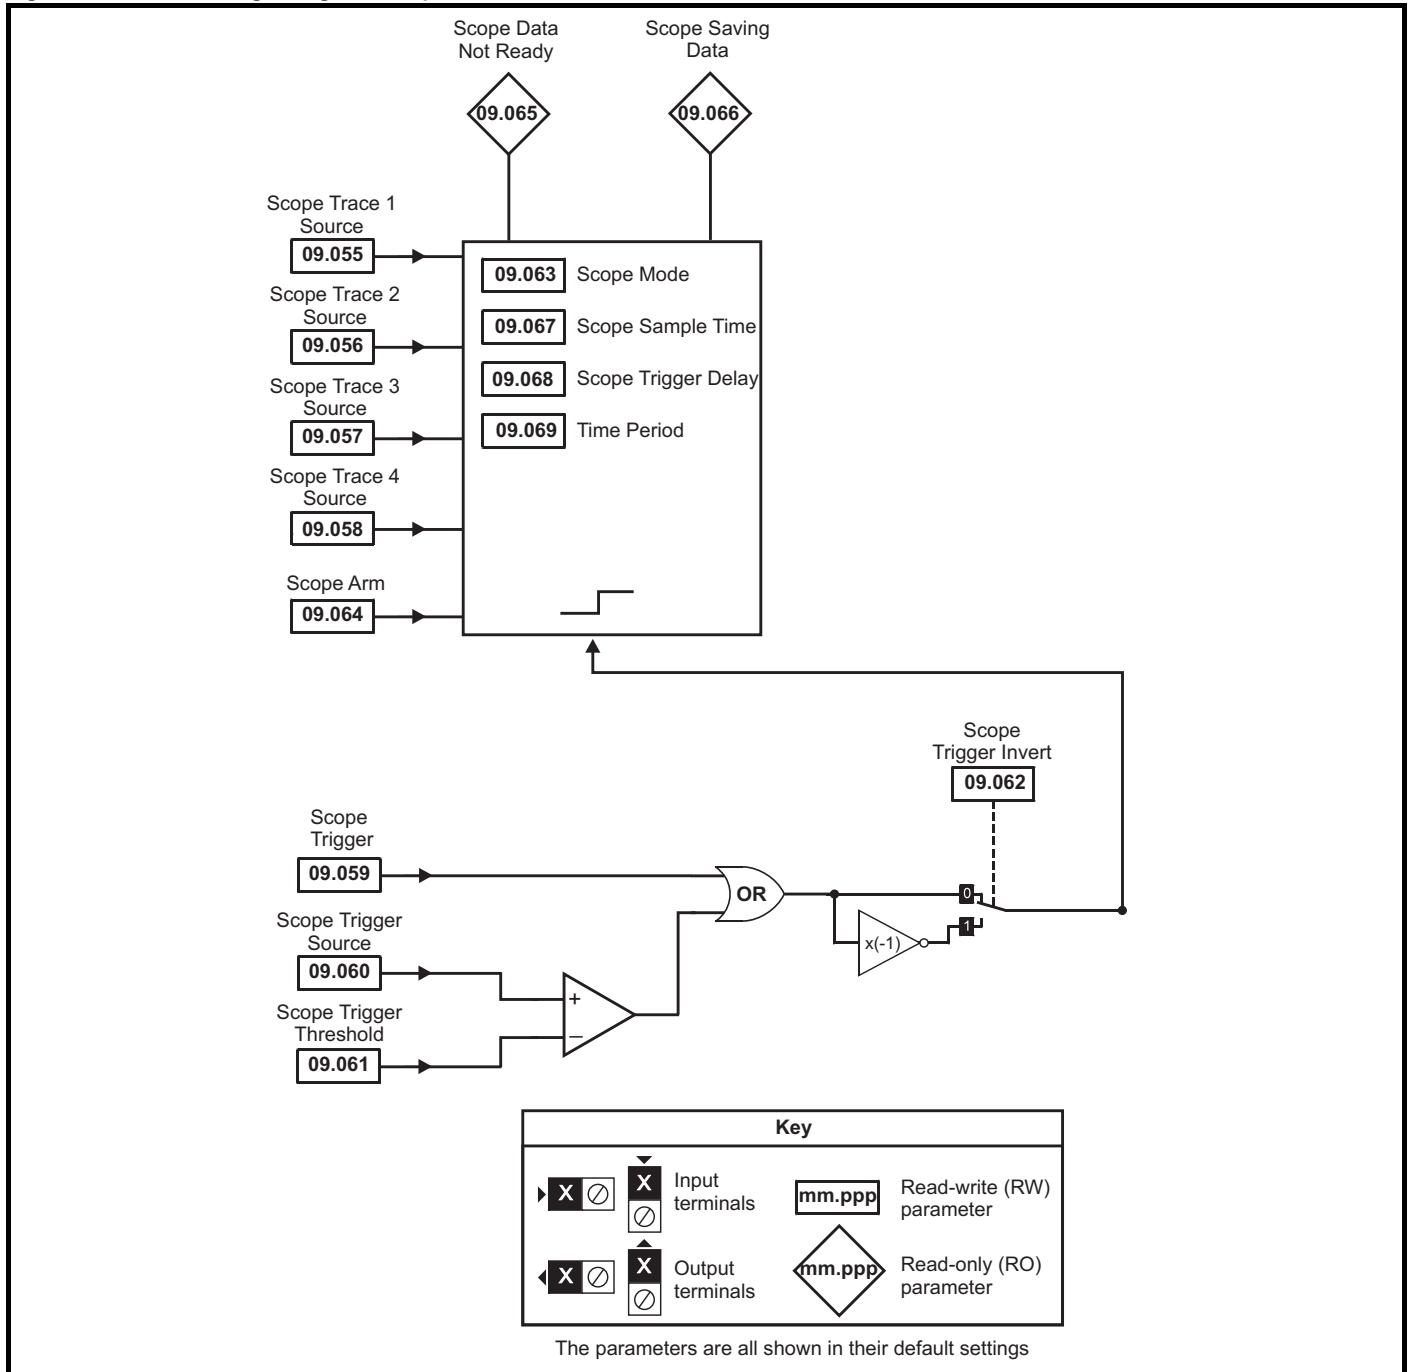 Scope Data
Not Ready
Scope Saving
Data
09.065
09.066
Scope Trace 1
Source
09.055
Scope Trace 2
Source
09.056
Scope Trace 3
Source
09.057
Scope Trace 4
Source
09.058
Scope Arm
09.064
09.063 Scope Mode
09.067 Scope Sample Time
09.068 Scope Trigger Delay
09.069 Time Period
Scope
Trigger Invert
09.062
Scope
Trigger
09.059
Scope Trigger
Source
09.060
Scope Trigger
Threshold
09.061
+
–
OR
x(-1)
0
1
Key
X
X
Input
terminals
mm.ppp
Read-write (RW)
parameter
X
X
Output
terminals
mm.ppp
Read-only (RO)
parameter
The parameters are all shown in their default settings